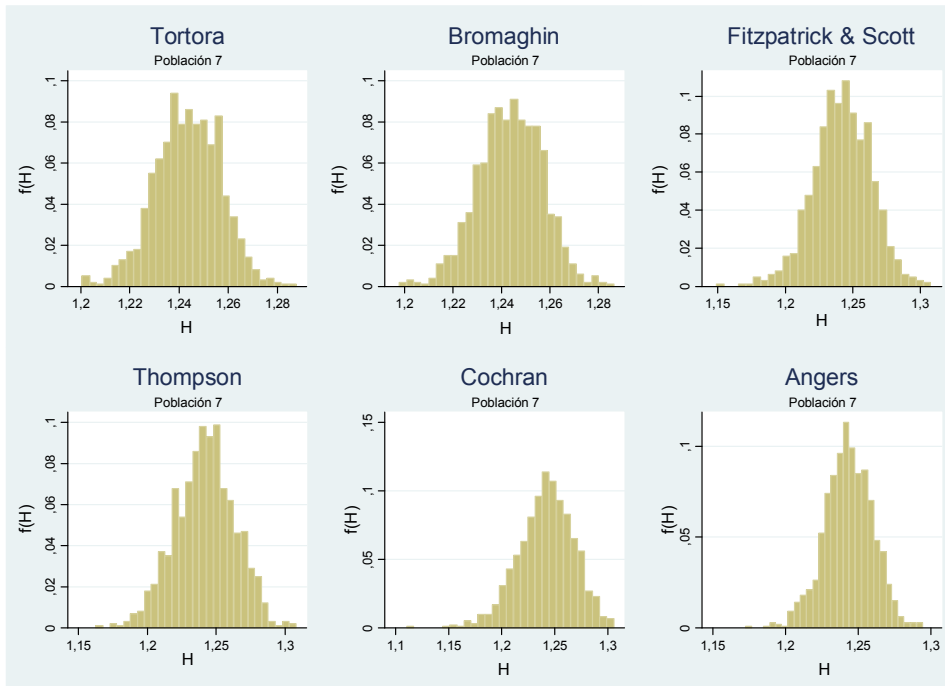 Tortora
Población 7
f(H)
,1
,08
,06
,04
,02
0
1,2
1,22
1,24
1,26
1,28
H
Bromaghin
Población 7
f(H)
,1
,08
,06
,04
,02
0
1,2
1,22
1,24
1,26
1,28
H
Fitzpatrick & Scott
Población 7
f(H)
,1
,08
,06
,04
,02
0
1,15
1,2
1,25
1,3
H
Thompson
Población 7
f(H)
,1
,08
,06
,04
,02
0
1,15
1,2
1,25
1,3
H
Cochran
Población 7
f(H)
,15
,1
,05
0
1,1
1,15
1,2
1,25
1,3
H
Angers
Población 7
f(H)
,1
,05
0
1,15
1,2
1,25
1,3
H